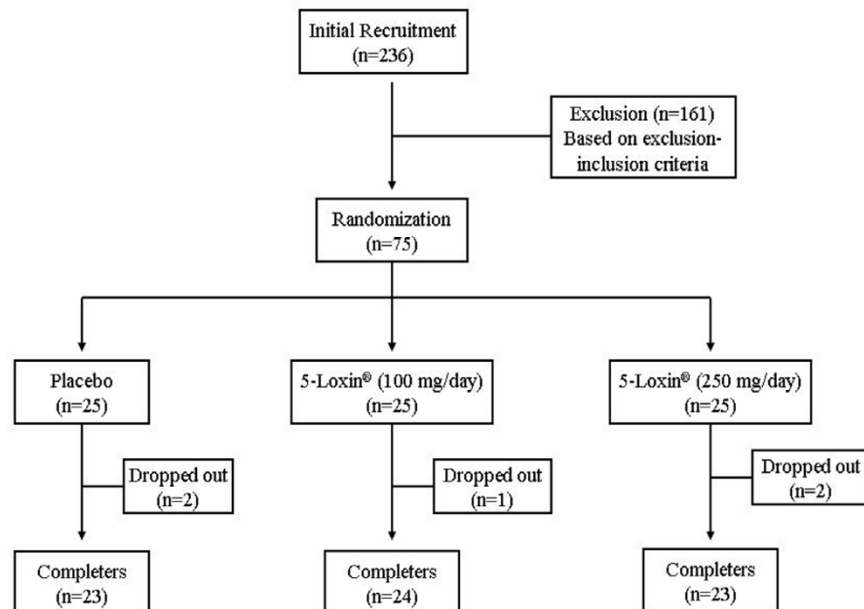 Initial Recruitment
(n=236)
Exclusion (n=161)
Based on exclusion-
inclusion criteria
Randomization
(n=75)
Placebo
(n=25)
5-Loxin® (100 mg/day)
(n=25)
5-Loxin® (250 mg/day)
(n=25)
Dropped out
(n=2)
Dropped out
(n=1)
Dropped out
(n=2)
Completers
(n=23)
Completers
(n=24)
Completers
(n=23)